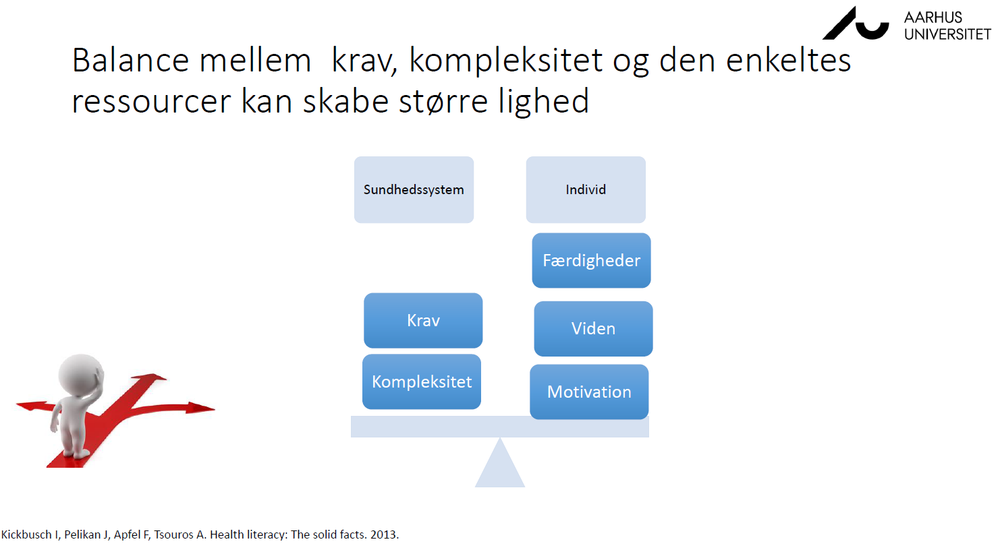 AARHUS
UNIVERSITET
Balance mellem krav, kompleksitet og den enkeltes
ressourcer kan skabe større lighed
Sundhedssystem
Individ
Færdigheder
Krav
Viden
Kompleksitet
Motivation
Kickbusch I, Pelikan J, Apfel F, Tsouros A. Health literacy: The solid facts. 2013.